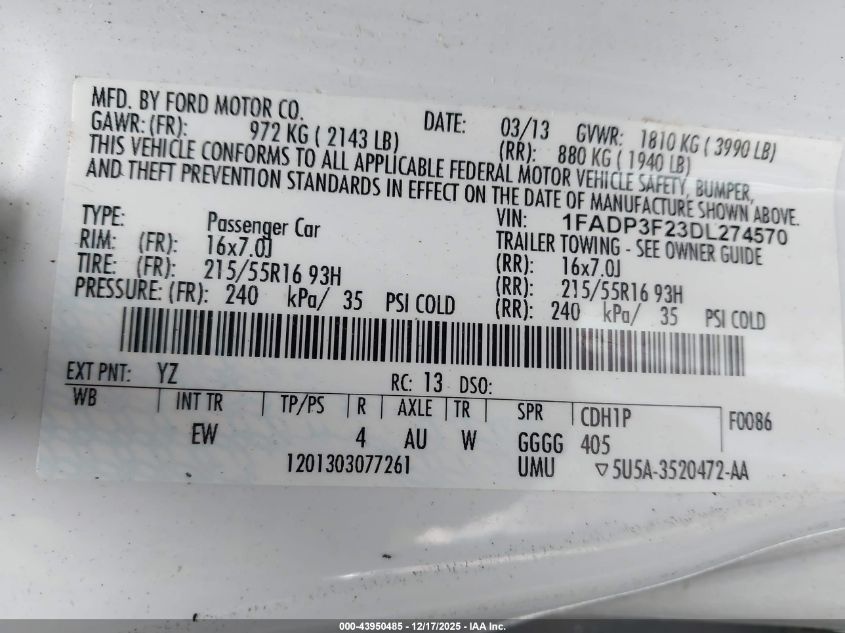 MFD. BY FORD MOTOR CO. DATE: 03/13 GVWR: 1810 KG ( 3990 LB)
GAWR: (FR): 972 KG ( 2143 LB) (RR): 880 KG ( 1940 LB)
THIS VEHICLE CONFORMS TO ALL APPLICABLE FEDERAL MOTOR VEHICLE SAFETY, BUMPER,
AND THEFT PREVENTION STANDARDS IN EFFECT ON THE DATE OF MANUFACTURE SHOWN ABOVE.
VIN: 1FADP3F23DL274570
TYPE: Passenger Car TRAILER TOWING - SEE OWNER GUIDE
RIM: (FR): 16x7.0J (RR): 16x7.0J
TIRE: (FR): 215/55R16 93H (RR): 215/55R16 93H
PRESSURE: (FR): 240 kPa/ 35 PSI COLD (RR): 240 kPa/ 35 PSI COLD
EXT PNT: YZ RC: 13 DSO:
WB INT TR TP/PS R AXLE TR SPR CDH1P F0086
EW 4 AU W GGGG 405
1201303077261 UMU ▽5U5A-3520472-AA
000-43950485 - 12/17/2025 - IAA Inc.